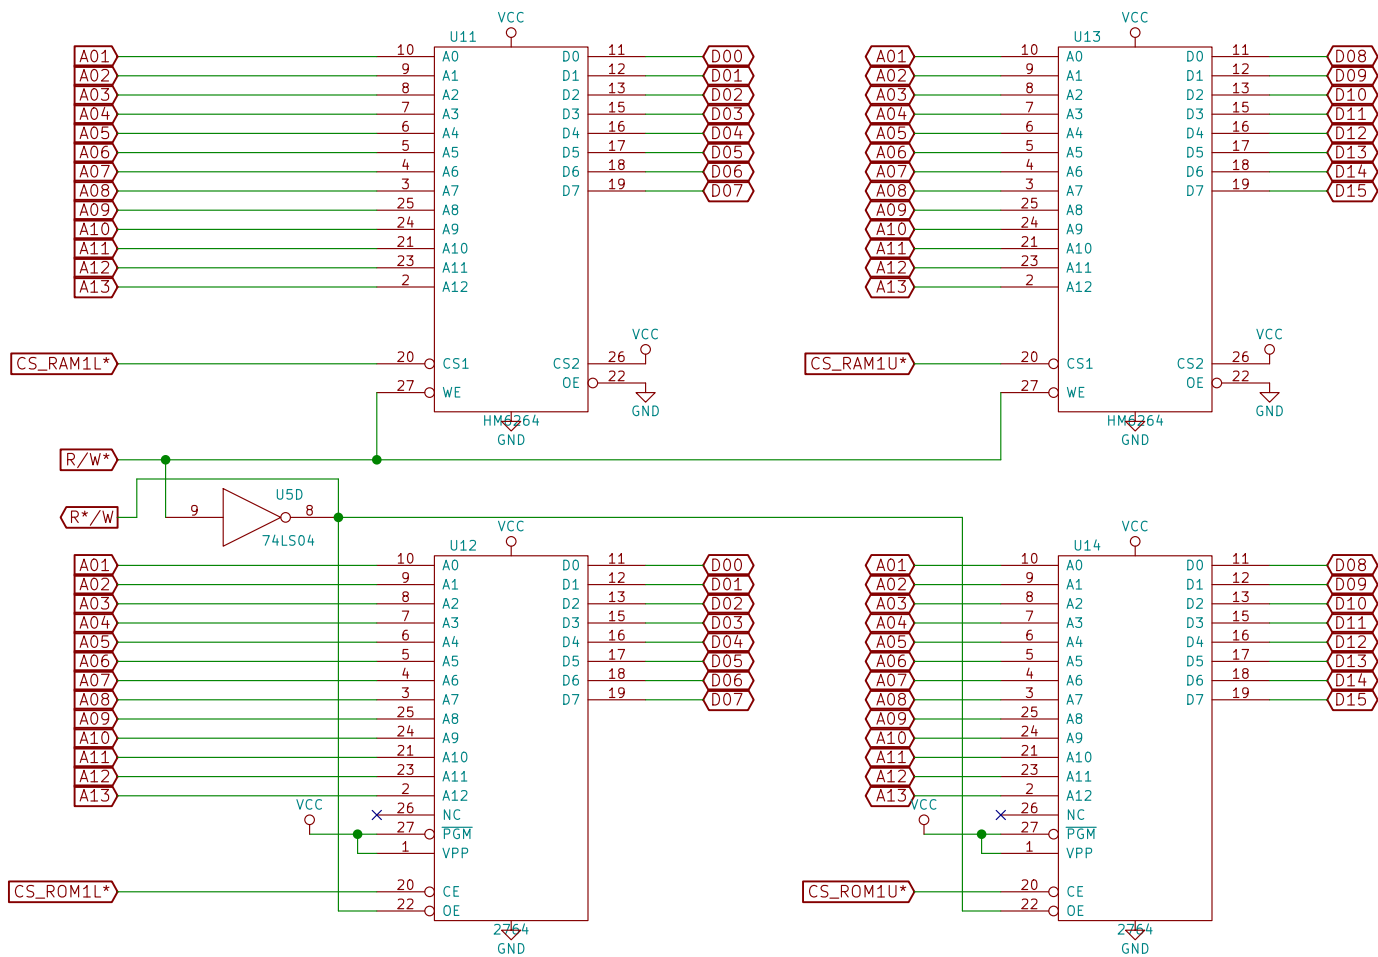 VCC VCC
U11 U13
A01 10 A0 D0 11 D00 A01 10 A0 D0 11 D08
A02 9 A1 D1 12 D01 A02 9 A1 D1 12 D09
A03 8 A2 D2 13 D02 A03 8 A2 D2 13 D10
A04 7 A3 D3 15 D03 A04 7 A3 D3 15 D11
A05 6 A4 D4 16 D04 A05 6 A4 D4 16 D12
A06 5 A5 D5 17 D05 A06 5 A5 D5 17 D13
A07 4 A6 D6 18 D06 A07 4 A6 D6 18 D14
A08 3 A7 D7 19 D07 A08 3 A7 D7 19 D15
A09 25 A8 A09 25 A8
A10 24 A9 A10 24 A9
A11 21 A10 A11 21 A10
A12 23 A11 A12 23 A11
A13 2 A12 A13 2 A12
VCC VCC
CS_RAM1L* 20 CS1 CS2 26 CS_RAM1U* 20 CS1 CS2 26
OE 22 OE 22
27 WE 27 WE
GND GND
HM6264 HM6264
GND GND
R/W*
U5D
R*/W 9 8
VCC VCC
74LS04
U12 U14
A01 10 A0 D0 11 D00 A01 10 A0 D0 11 D08
A02 9 A1 D1 12 D01 A02 9 A1 D1 12 D09
A03 8 A2 D2 13 D02 A03 8 A2 D2 13 D10
A04 7 A3 D3 15 D03 A04 7 A3 D3 15 D11
A05 6 A4 D4 16 D04 A05 6 A4 D4 16 D12
A06 5 A5 D5 17 D05 A06 5 A5 D5 17 D13
A07 4 A6 D6 18 D06 A07 4 A6 D6 18 D14
A08 3 A7 D7 19 D07 A08 3 A7 D7 19 D15
A09 25 A8 A09 25 A8
A10 24 A9 A10 24 A9
A11 21 A10 A11 21 A10
A12 23 A11 A12 23 A11
A13 2 A12 A13 2 A12
VCC VCC
26 NC 26 NC
27 PGM 27 PGM
1 VPP 1 VPP
CS_ROM1L* 20 CE CS_ROM1U* 20 CE
22 OE 22 OE
2764 2764
GND GND